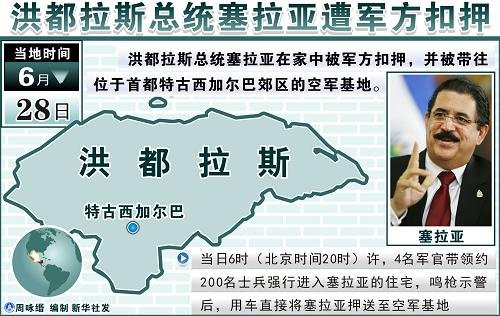 洪都拉斯总统塞拉亚遭军方扣押
当地时间
6月
28日
洪都拉斯总统塞拉亚在家中被军方扣押，并被带往
位于首都特古西加尔巴郊区的空军基地。
洪都拉斯
特古西加尔巴
塞拉亚
当日6时（北京时间20时）许，4名军官带领约
200名士兵强行进入塞拉亚的住宅，鸣枪示警
后，用车直接将塞拉亚押送至空军基地
周咏缗 编制 新华社发